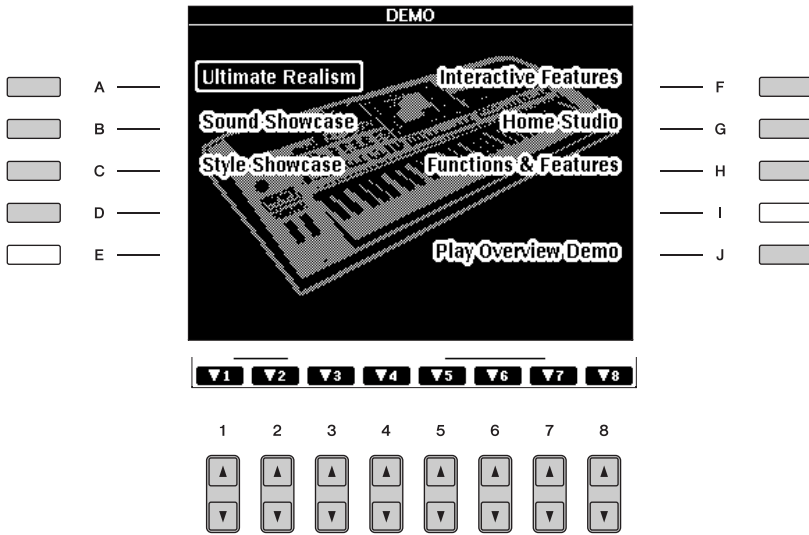 DEMO
Ultimate Realism
Interactive Features
Sound Showcase
Home Studio
Style Showcase
Functions & Features
Play Overview Demo
A
B
C
D
E
F
G
H
I
J
▼1 ▼2 ▼3 ▼4 ▼5 ▼6 ▼7 ▼8
1 2 3 4 5 6 7 8